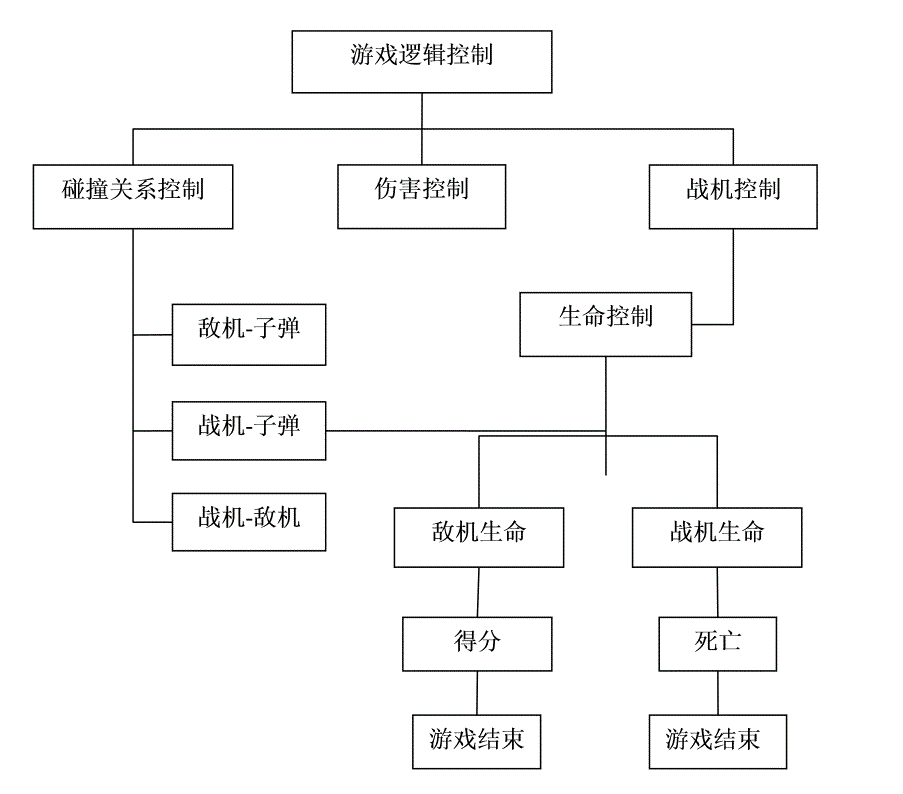 游戏逻辑控制
碰撞关系控制
伤害控制
战机控制
生命控制
敌机-子弹
战机-子弹
战机-敌机
敌机生命
战机生命
得分
死亡
游戏结束
游戏结束